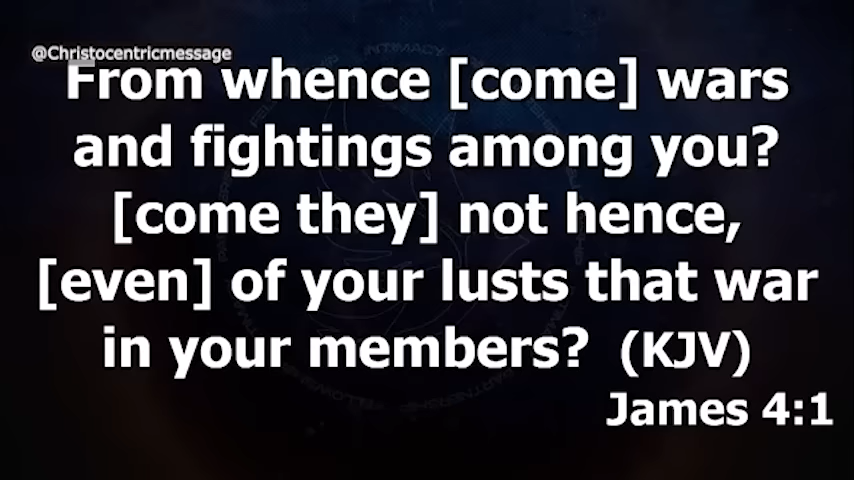 @Christocentricmessage
From whence [come] wars
and fightings among you?
[come they] not hence,
[even] of your lusts that war
in your members? (KJV)
James 4:1
INTIMACY